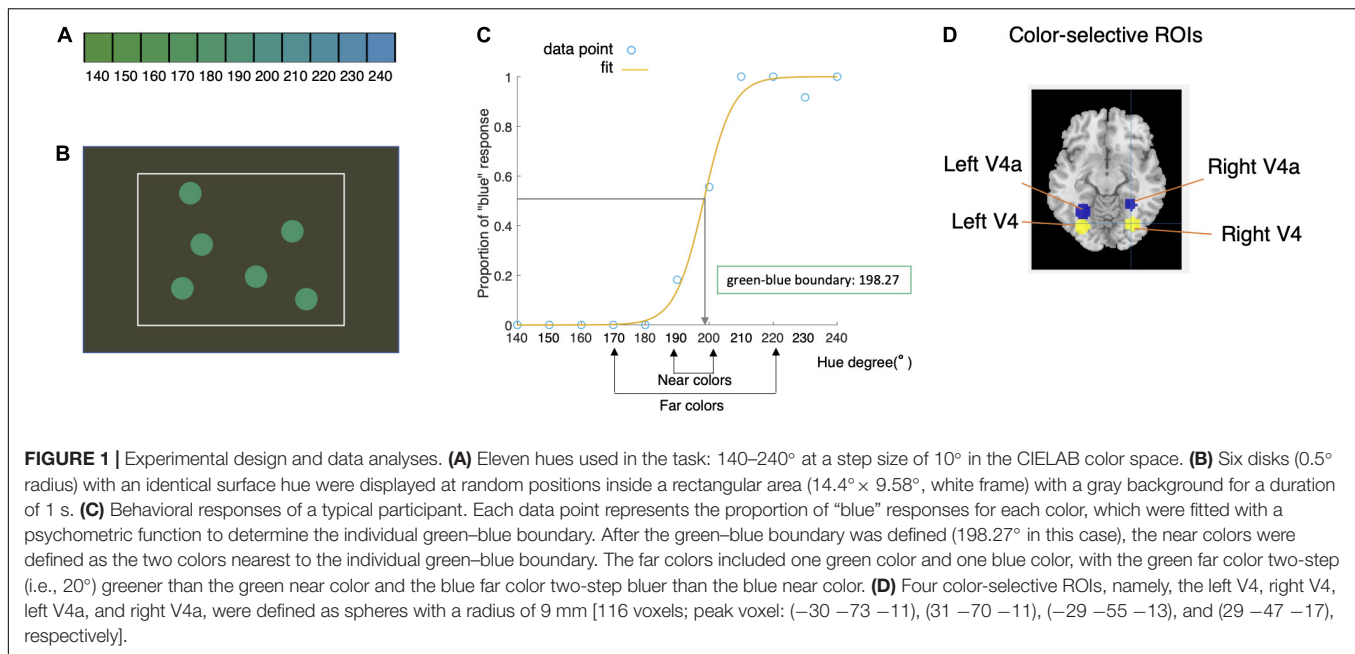 A
140 150 160 170 180 190 200 210 220 230 240
B
C
data point
fit
Proportion of "blue" response
1
0.8
0.6
0.4
0.2
0
140 150 160 170 180 190 200 210 220 230 240
green-blue boundary: 198.27
Hue degree(°)
Near colors
Far colors
D Color-selective ROIs
Left V4a
Right V4a
Left V4
Right V4
FIGURE 1 | Experimental design and data analyses. (A) Eleven hues used in the task: 140–240° at a step size of 10° in the CIELAB color space. (B) Six disks (0.5°
radius) with an identical surface hue were displayed at random positions inside a rectangular area (14.4° × 9.58°, white frame) with a gray background for a duration
of 1 s. (C) Behavioral responses of a typical participant. Each data point represents the proportion of “blue” responses for each color, which were fitted with a
psychometric function to determine the individual green–blue boundary. After the green–blue boundary was defined (198.27° in this case), the near colors were
defined as the two colors nearest to the individual green–blue boundary. The far colors included one green color and one blue color, with the green far color two-step
(i.e., 20°) greener than the green near color and the blue far color two-step bluer than the blue near color. (D) Four color-selective ROIs, namely, the left V4, right V4,
left V4a, and right V4a, were defined as spheres with a radius of 9 mm [116 voxels; peak voxel: (−30 −73 −11), (31 −70 −11), (−29 −55 −13), and (29 −47 −17),
respectively].